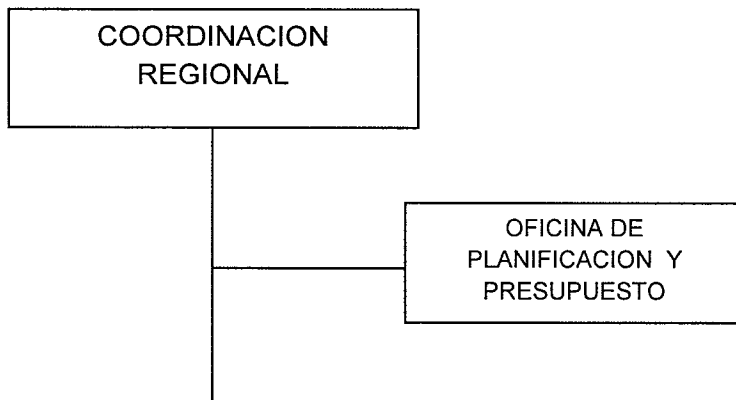 COORDINACION
REGIONAL
OFICINA DE
PLANIFICACION Y
PRESUPUESTO